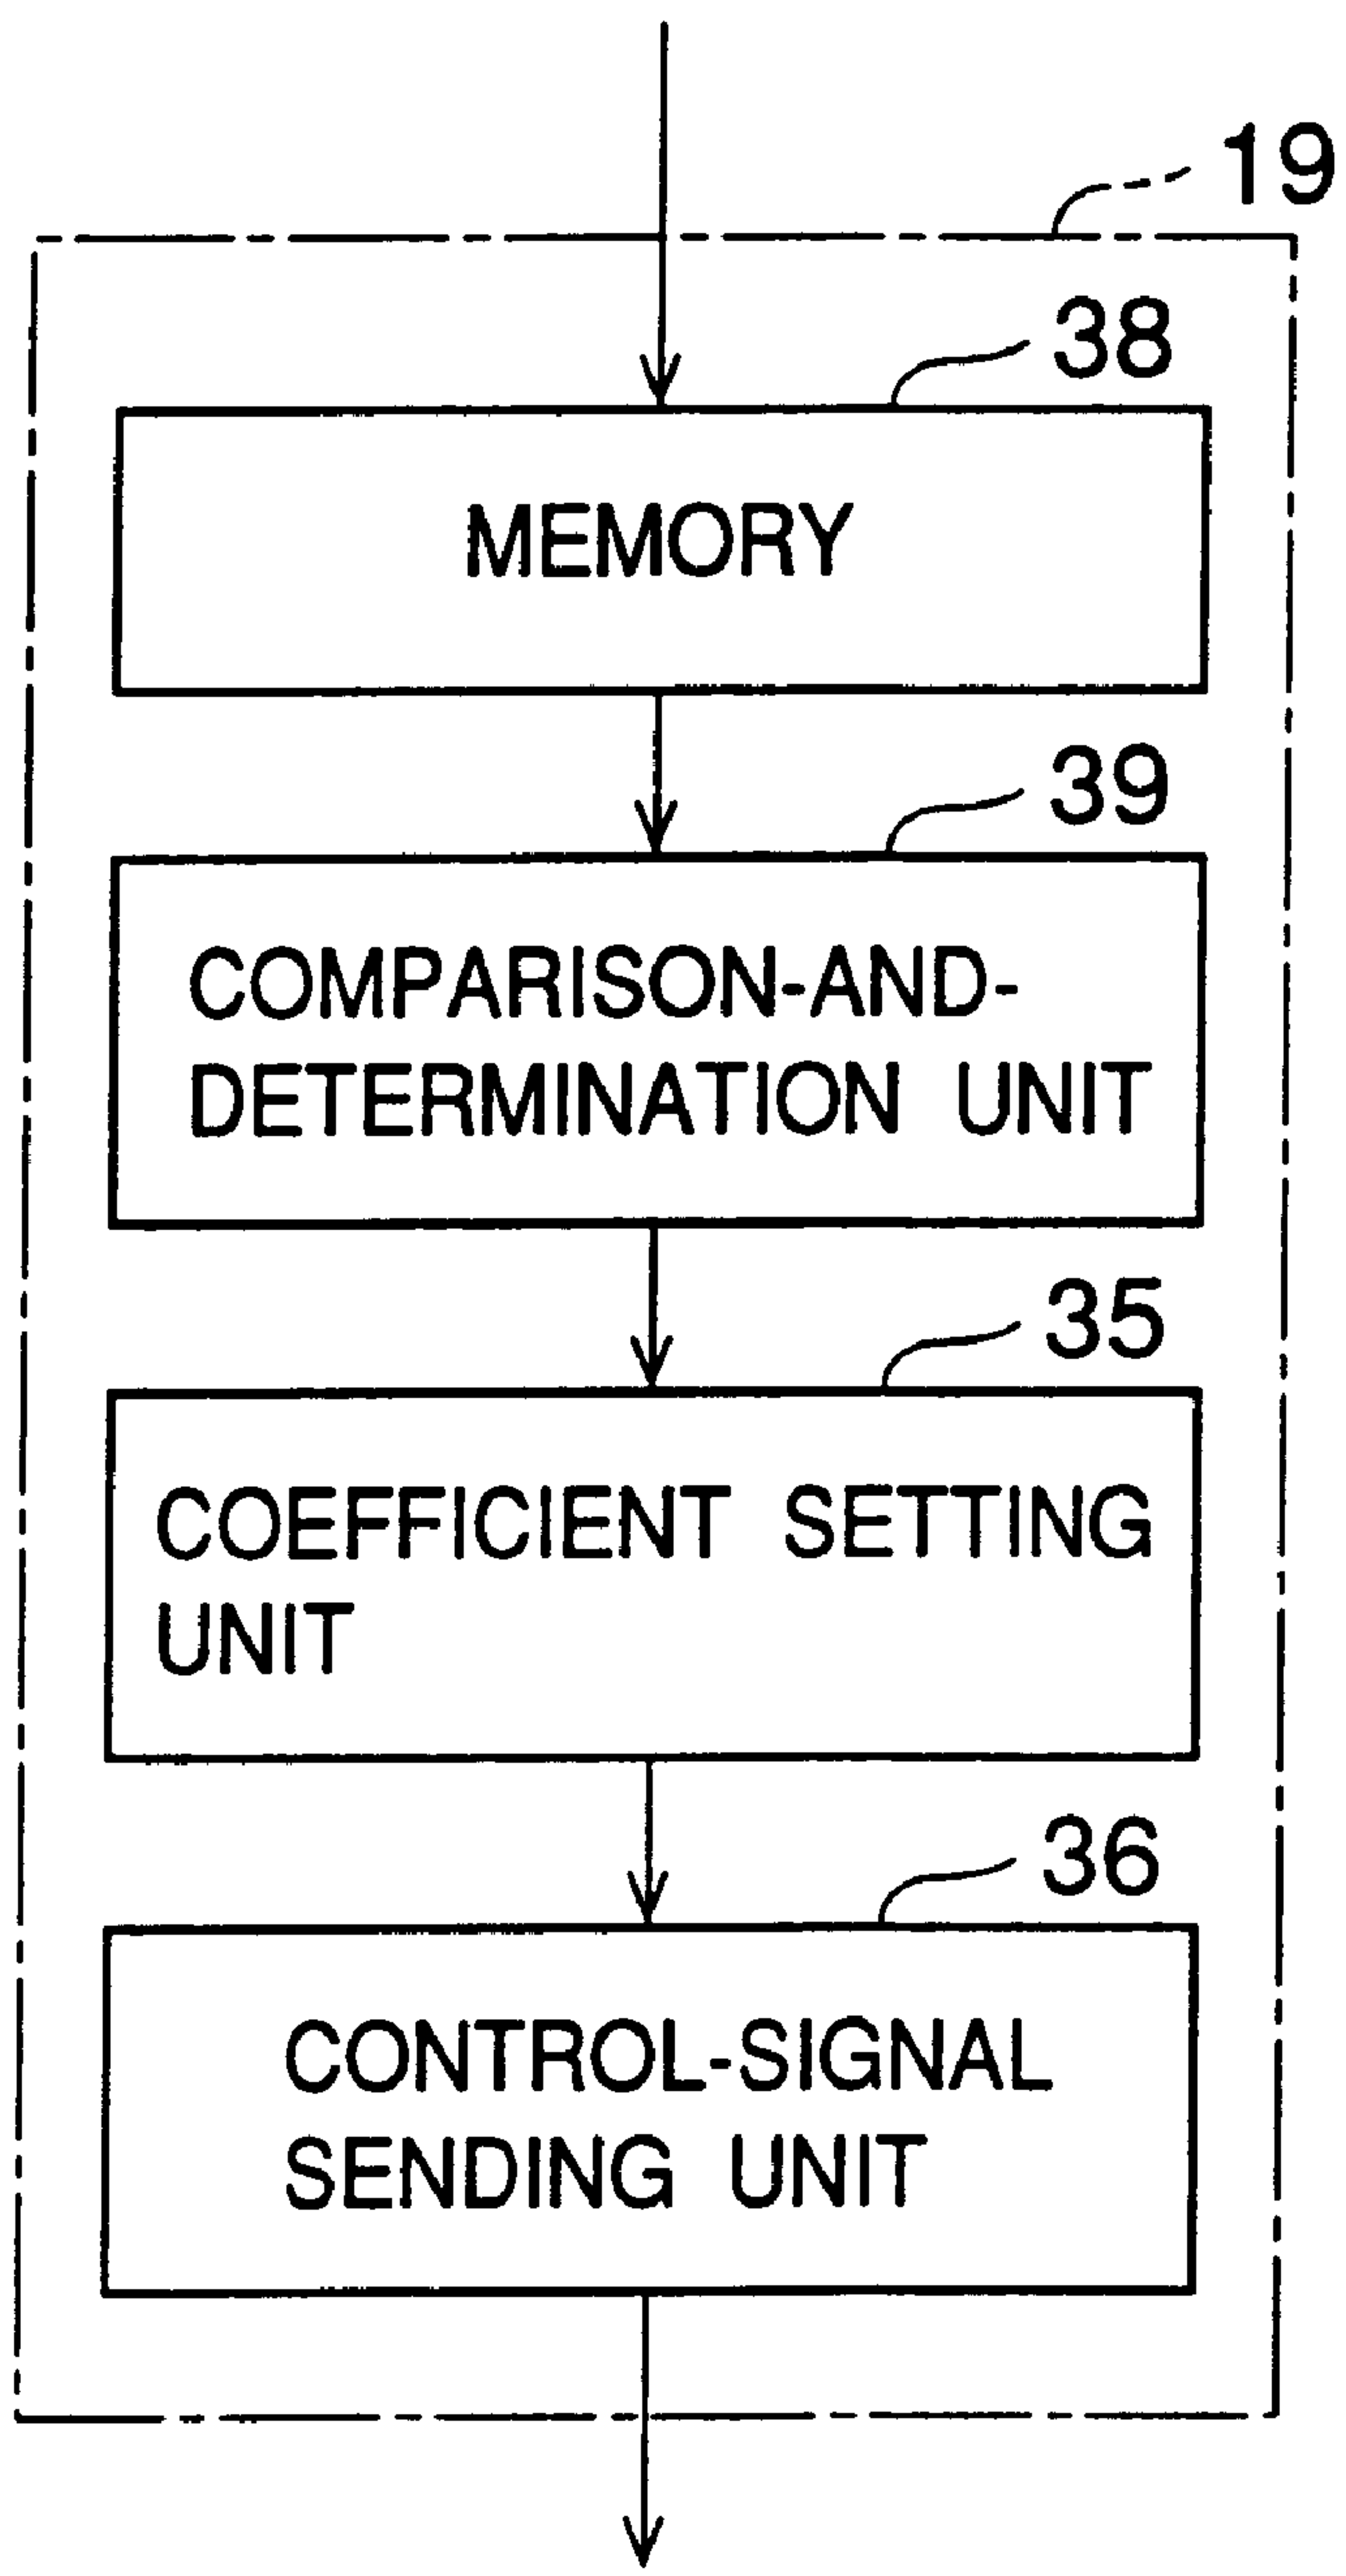 19
38
MEMORY
39
COMPARISON-AND-
DETERMINATION UNIT
35
COEFFICIENT SETTING
UNIT
36
CONTROL-SIGNAL
SENDING UNIT